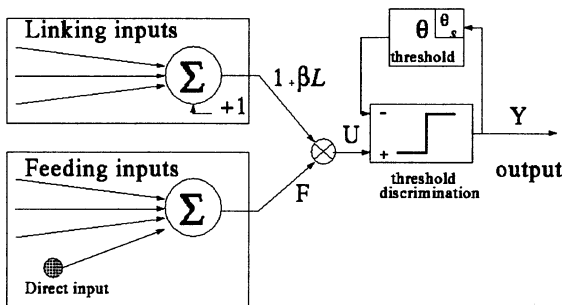 Linking inputs
Σ
+1
1+βL
θ θs
threshold
-
+
U
Y
output
threshold
discrimination
Feeding inputs
Σ
F
Direct input